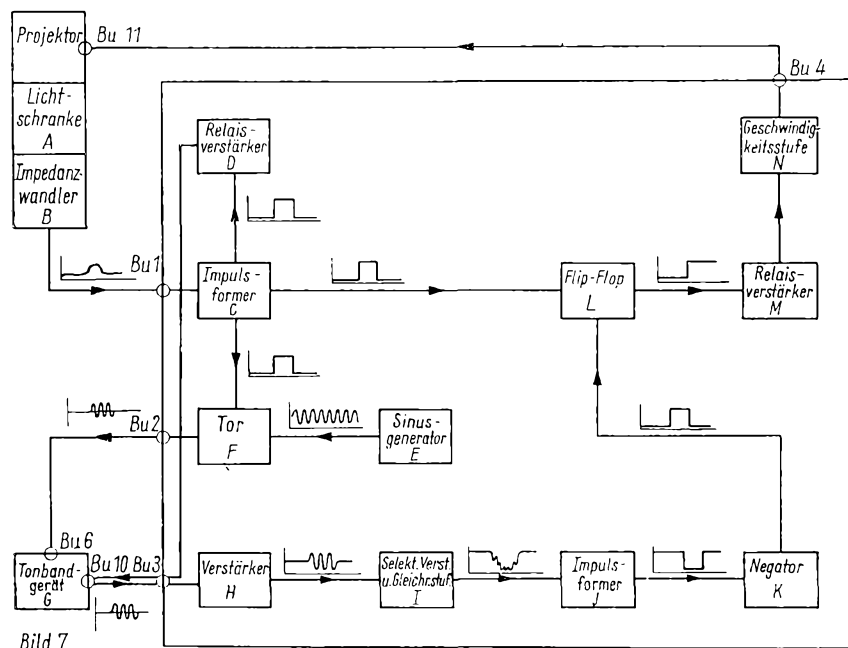 Projektor
Bu 11
Bu 4
Licht-
schranke
A
Impedanz-
wandler
B
Relais-
verstärker
D
Geschwindig-
keitsstufe
N
Bu 1
Impuls-
former
C
Flip-Flop
L
Relais-
verstärker
M
Bu 2
Tor
F
Sinus-
generator
E
Bu 6
Tonband-
gerät
G
Bu 10
Bu 3
Verstärker
H
Selekt. Verst.
u. Gleichr.stuf.
I
Impuls-
former
J
Negator
K
Bild 7